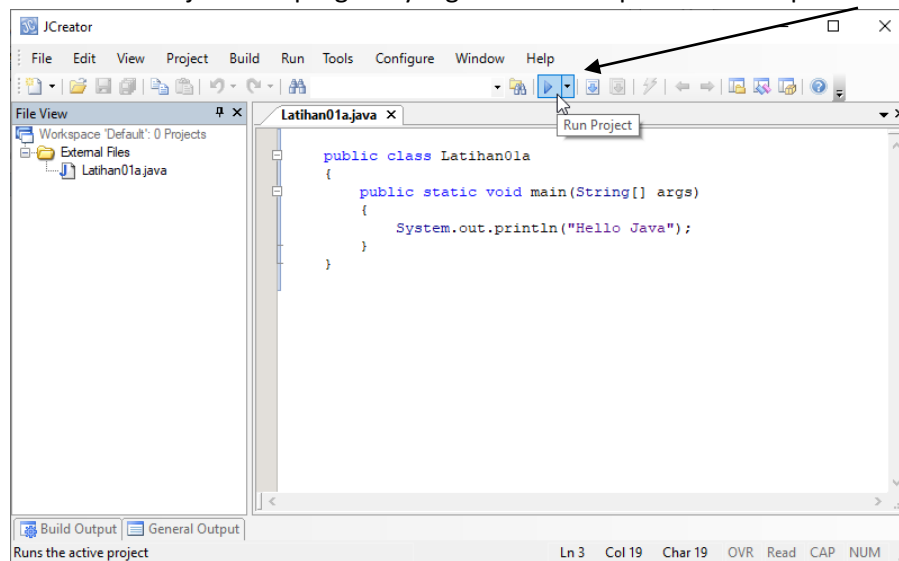 JCreator
File Edit View Project Build Run Tools Configure Window Help
File View
Latihan01a.java
Run Project
Workspace 'Default': 0 Projects
External Files
Latihan01a.java
public class Latihan01a
{
public static void main(String[] args)
{
System.out.println("Hello Java");
}
}
Build Output General Output
Runs the active project Ln 3 Col 19 Char 19 OVR Read CAP NUM